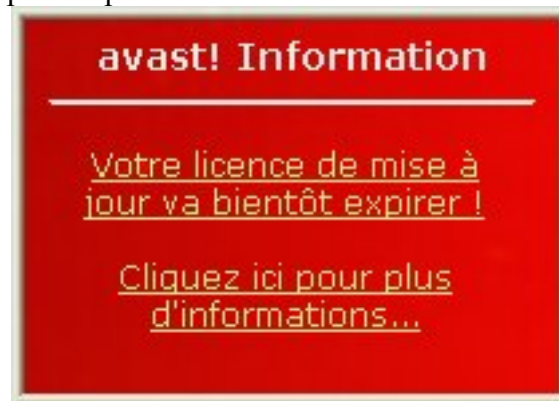 avast! Information
Votre licence de mise à
jour va bientôt expirer !
Cliquez ici pour plus
d'informations...